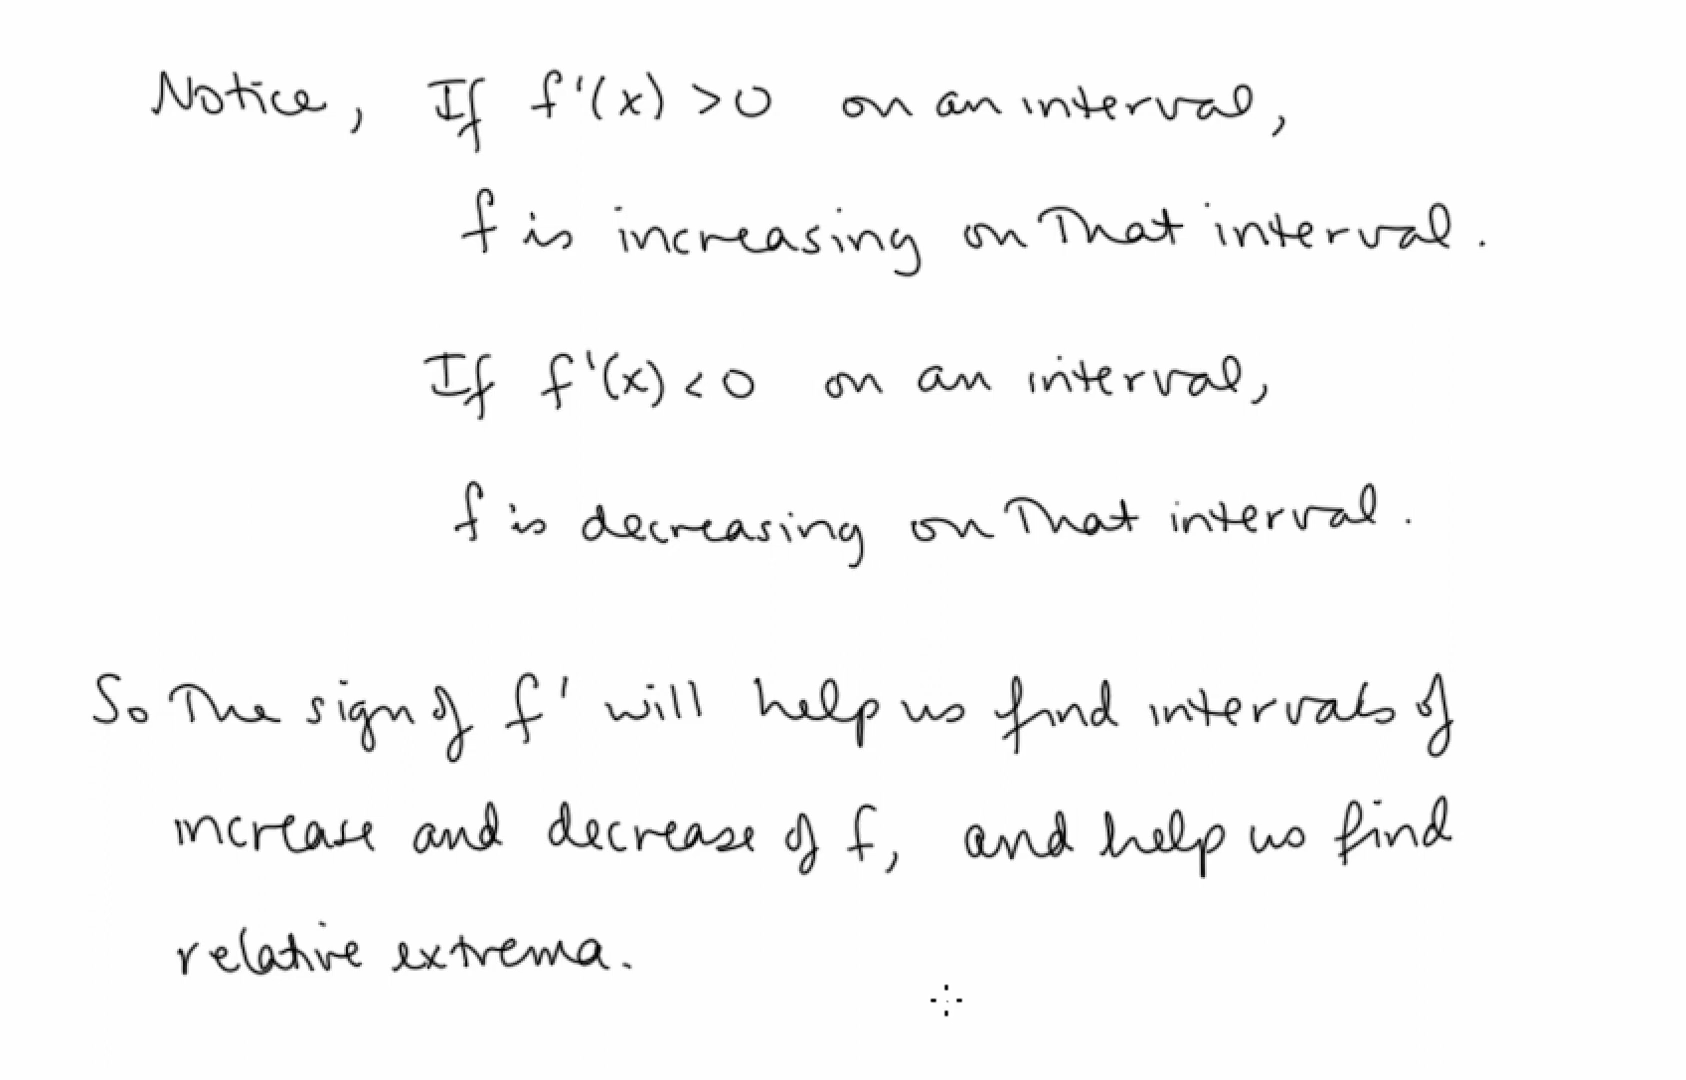 Notice, If f'(x) >0 on an interval,
f is increasing on that interval.
If f'(x) <0 on an interval,
f is decreasing on that interval.
So the sign of f' will help us find intervals of
increase and decrease of f, and help us find
relative extrema.